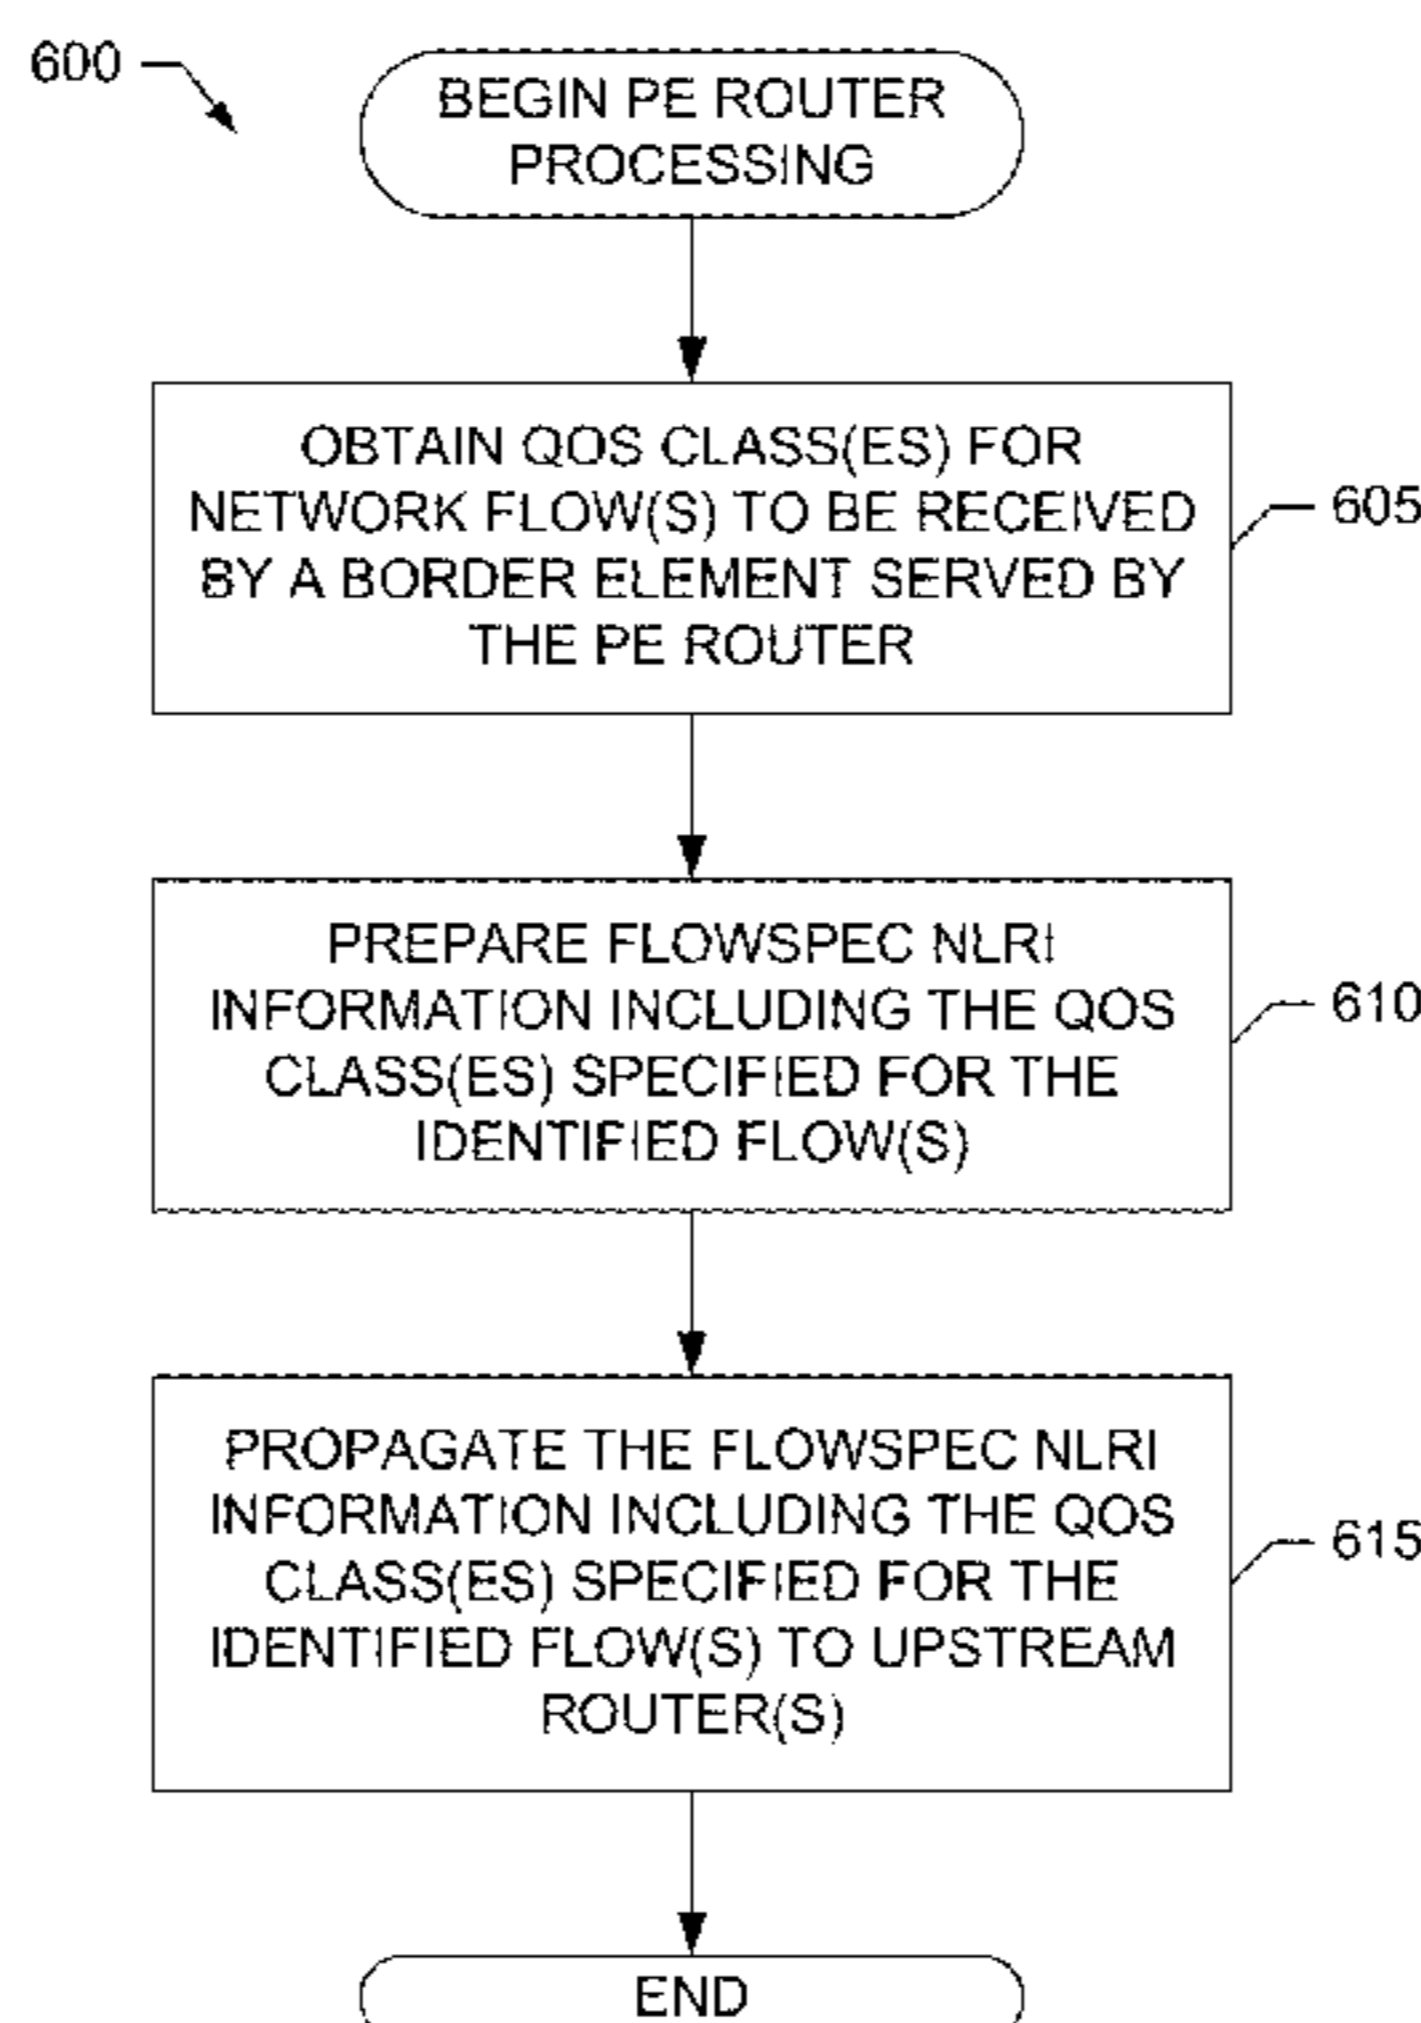 600
BEGIN PE ROUTER
PROCESSING
OBTAIN QOS CLASS(ES) FOR
NETWORK FLOW(S) TO BE RECEIVED
BY A BORDER ELEMENT SERVED BY
THE PE ROUTER
605
PREPARE FLOWSPEC NLRI
INFORMATION INCLUDING THE QOS
CLASS(ES) SPECIFIED FOR THE
IDENTIFIED FLOW(S)
610
PROPAGATE THE FLOWSPEC NLRI
INFORMATION INCLUDING THE QOS
CLASS(ES) SPECIFIED FOR THE
IDENTIFIED FLOW(S) TO UPSTREAM
ROUTER(S)
615
END